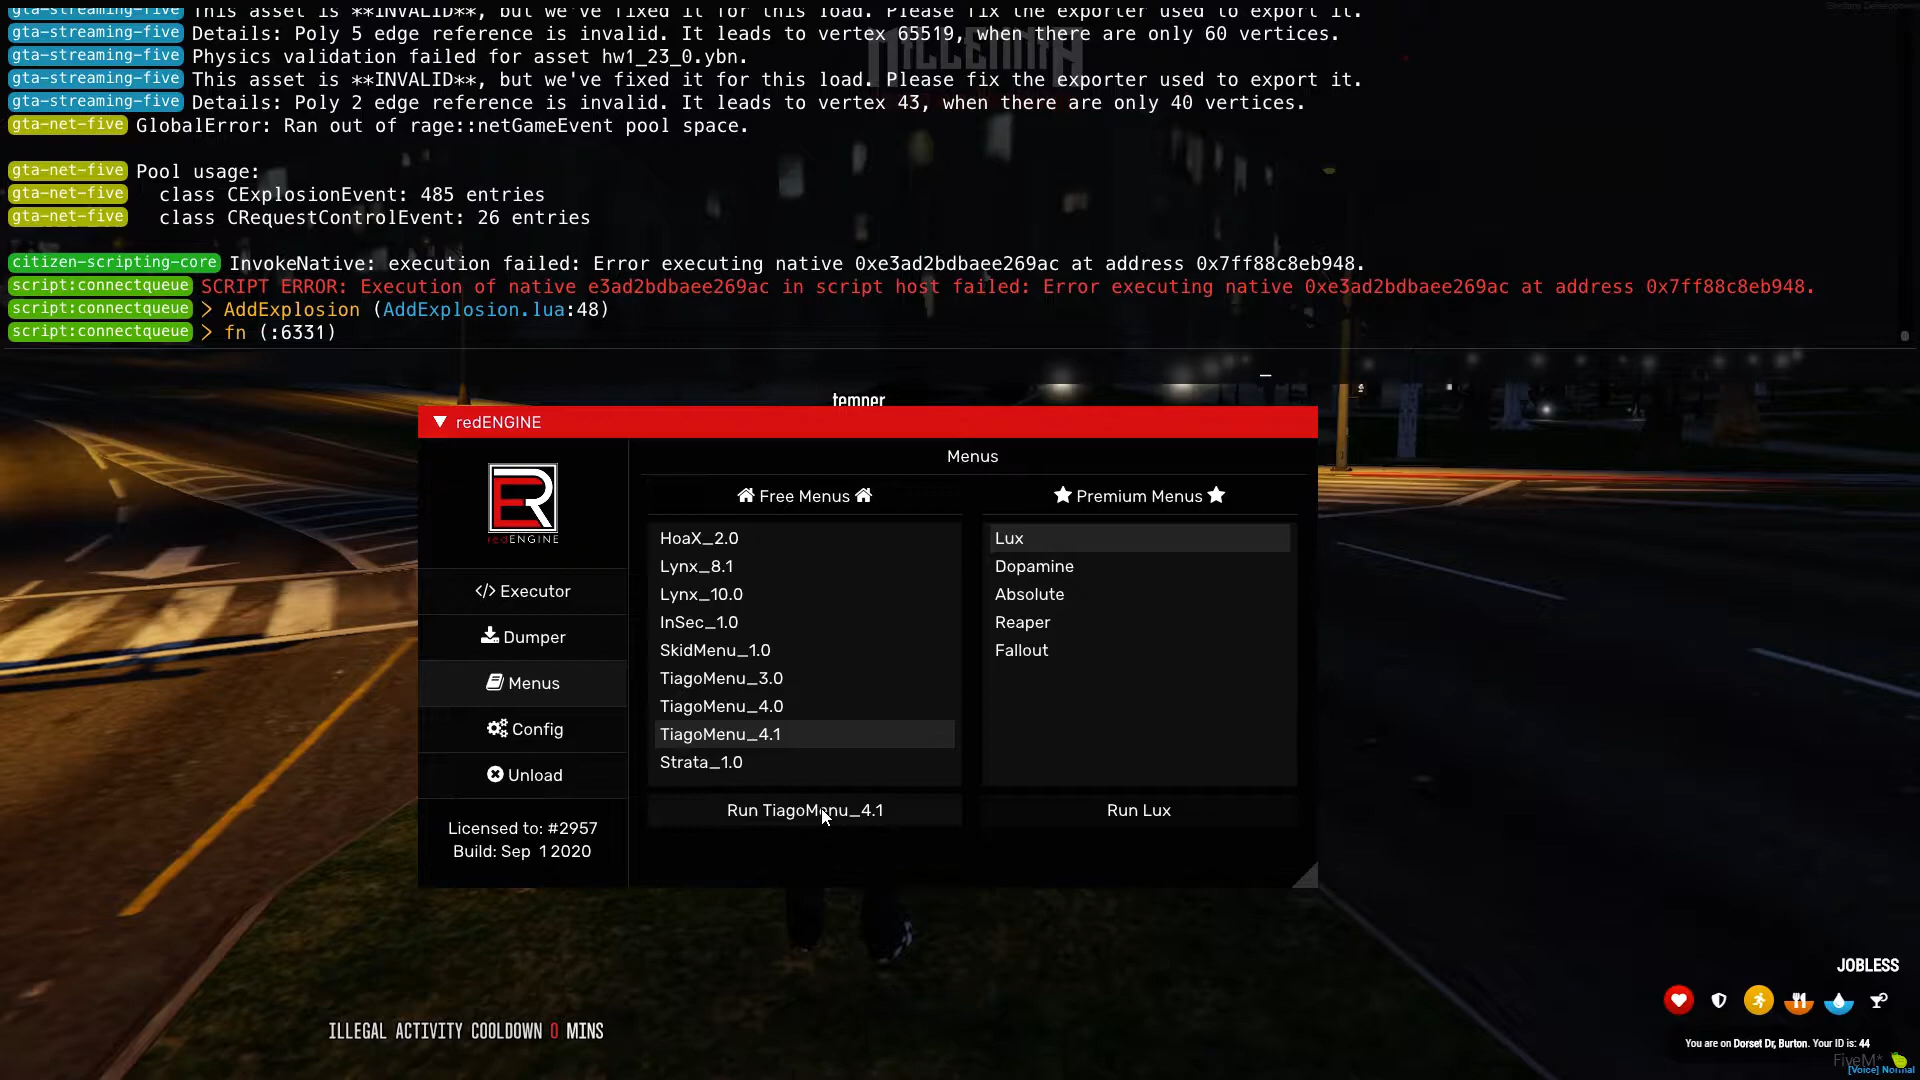 gta-streaming-five This asset is **INVALID**, but we've fixed it for this load. Please fix the exporter used to export it.
gta-streaming-five Details: Poly 5 edge reference is invalid. It leads to vertex 65519, when there are only 60 vertices.
gta-streaming-five Physics validation failed for asset hw1_23_0.ybn.
gta-streaming-five This asset is **INVALID**, but we've fixed it for this load. Please fix the exporter used to export it.
gta-streaming-five Details: Poly 2 edge reference is invalid. It leads to vertex 43, when there are only 40 vertices.
gta-net-five GlobalError: Ran out of rage::netGameEvent pool space.
gta-net-five Pool usage:
gta-net-five class CExplosionEvent: 485 entries
gta-net-five class CRequestControlEvent: 26 entries
citizen-scripting-core InvokeNative: execution failed: Error executing native 0xe3ad2bdbaee269ac at address 0x7ff88c8eb948.
script:connectqueue SCRIPT ERROR: Execution of native e3ad2bdbaee269ac in script host failed: Error executing native 0xe3ad2bdbaee269ac at address 0x7ff88c8eb948.
script:connectqueue > AddExplosion (AddExplosion.lua:48)
script:connectqueue > fn (:6331)
temper
redENGINE
ER
redENGINE
</> Executor
Dumper
Menus
Config
Unload
Licensed to: #2957
Build: Sep 1 2020
Menus
Free Menus
HoaX_2.0
Lynx_8.1
Lynx_10.0
InSec_1.0
SkidMenu_1.0
TiagoMenu_3.0
TiagoMenu_4.0
TiagoMenu_4.1
Strata_1.0
Run TiagoMenu_4.1
Premium Menus
Lux
Dopamine
Absolute
Reaper
Fallout
Run Lux
ILLEGAL ACTIVITY COOLDOWN 0 MINS
JOBLESS
You are on Dorset Dr, Burton. Your ID is: 44
FiveM*
[Voice] Normal